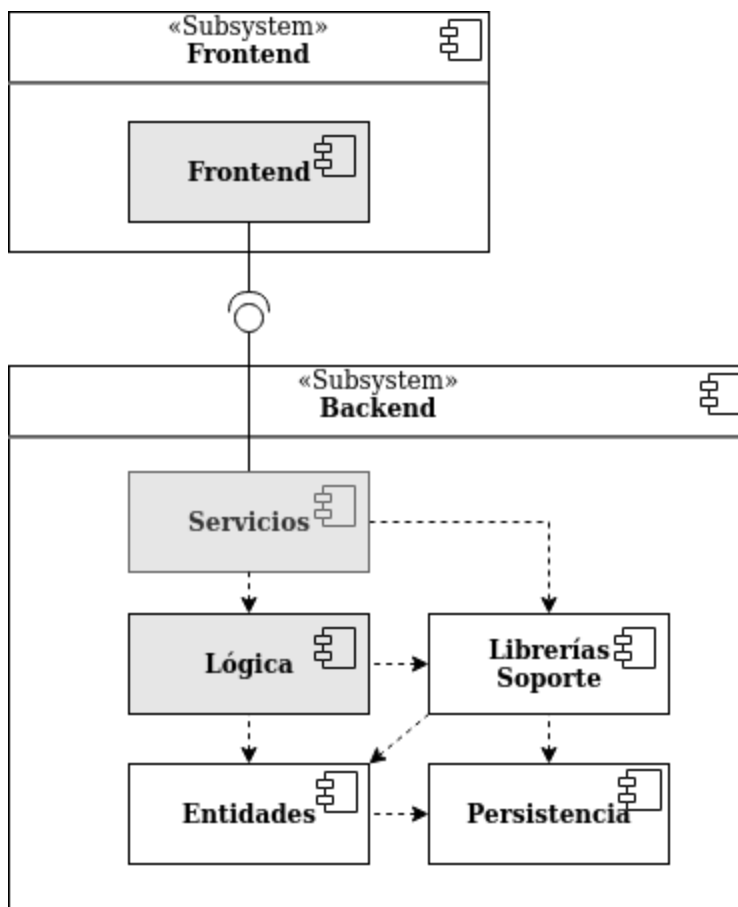 «Subsystem»
Frontend
Frontend
«Subsystem»
Backend
Servicios
Lógica
Librerías
Soporte
Entidades
Persistencia